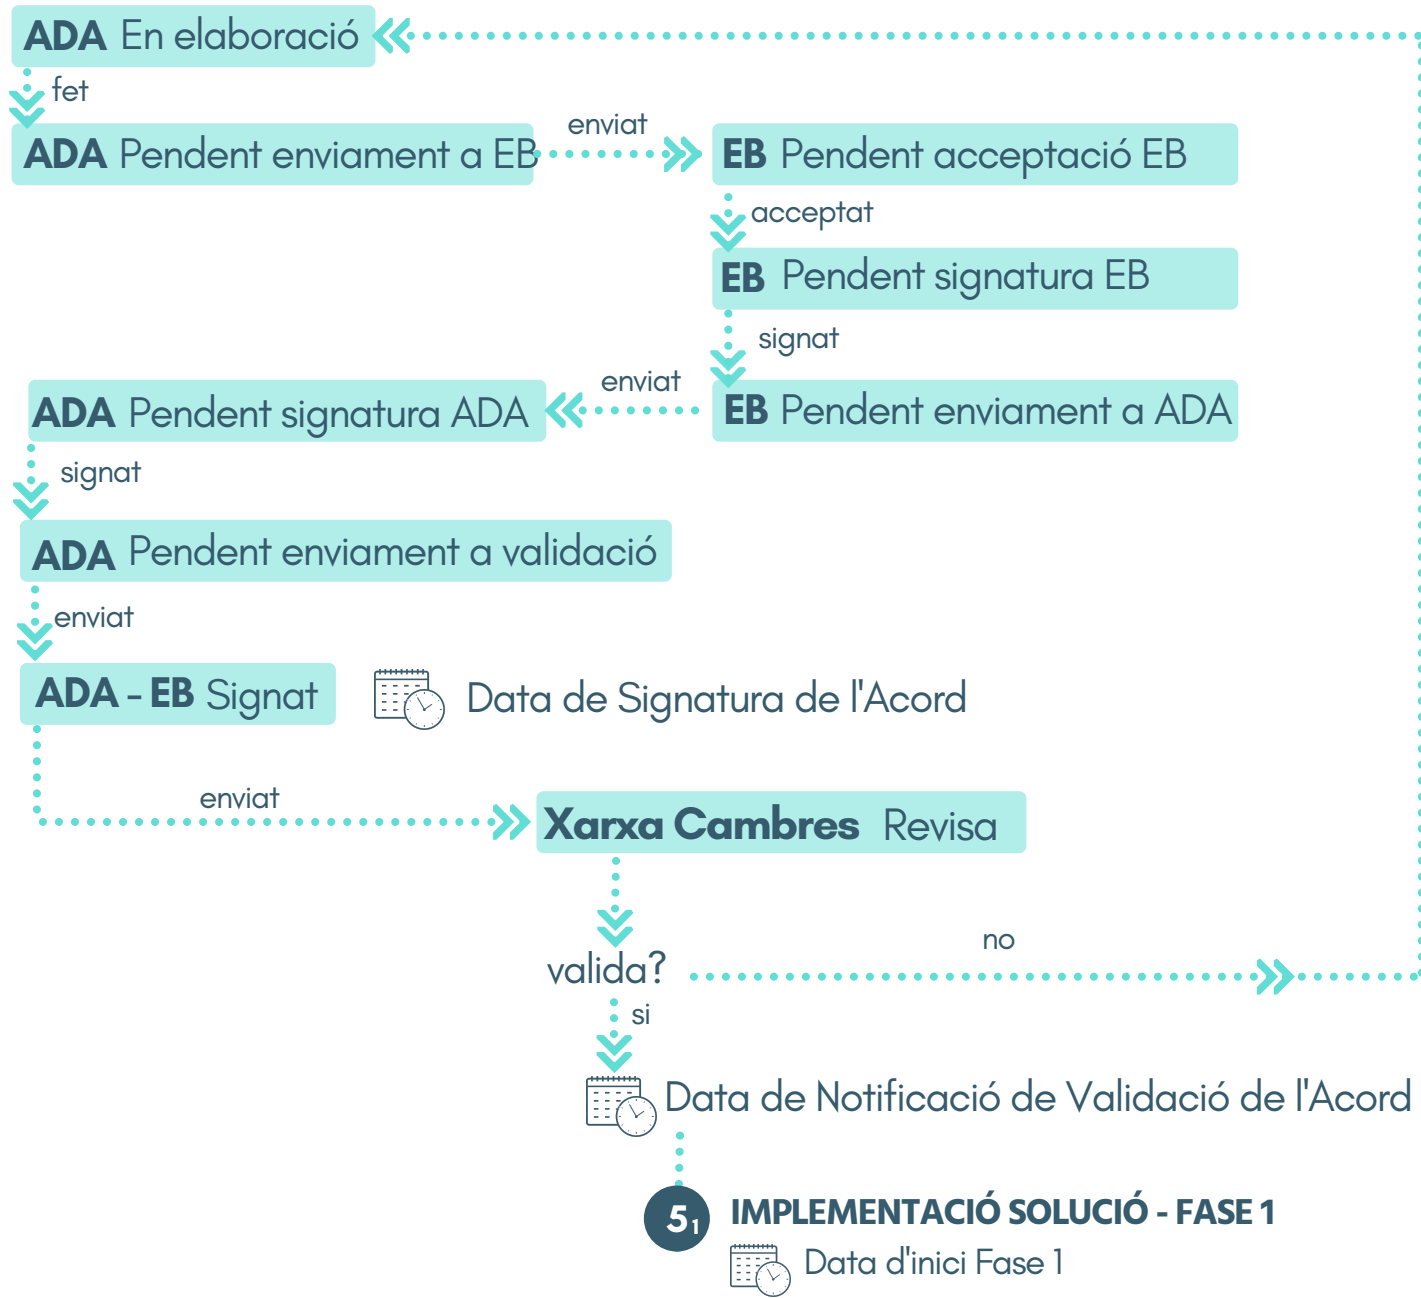 ADA En elaboració
fet
ADA Pendent enviament a EB
enviat
EB Pendent acceptació EB
acceptat
EB Pendent signatura EB
signat
EB Pendent enviament a ADA
enviat
ADA Pendent signatura ADA
signat
ADA Pendent enviament a validació
enviat
ADA - EB Signat
Data de Signatura de l'Acord
enviat
Xarxa Cambres Revisa
valida?
no
si
Data de Notificació de Validació de l'Acord
51 IMPLEMENTACIÓ SOLUCIÓ - FASE 1
Data d'inici Fase 1